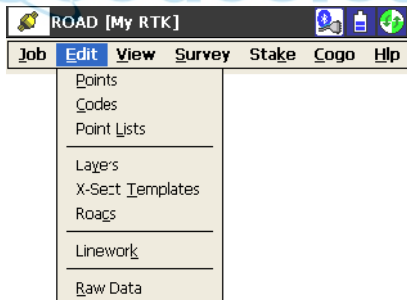 ROAD [My RTK]
Job Edit View Survey Stake Cogo Hlp
Points
Codes
Point Lists
Layers
X-Sect Templates
Roads
Linework
Raw Data